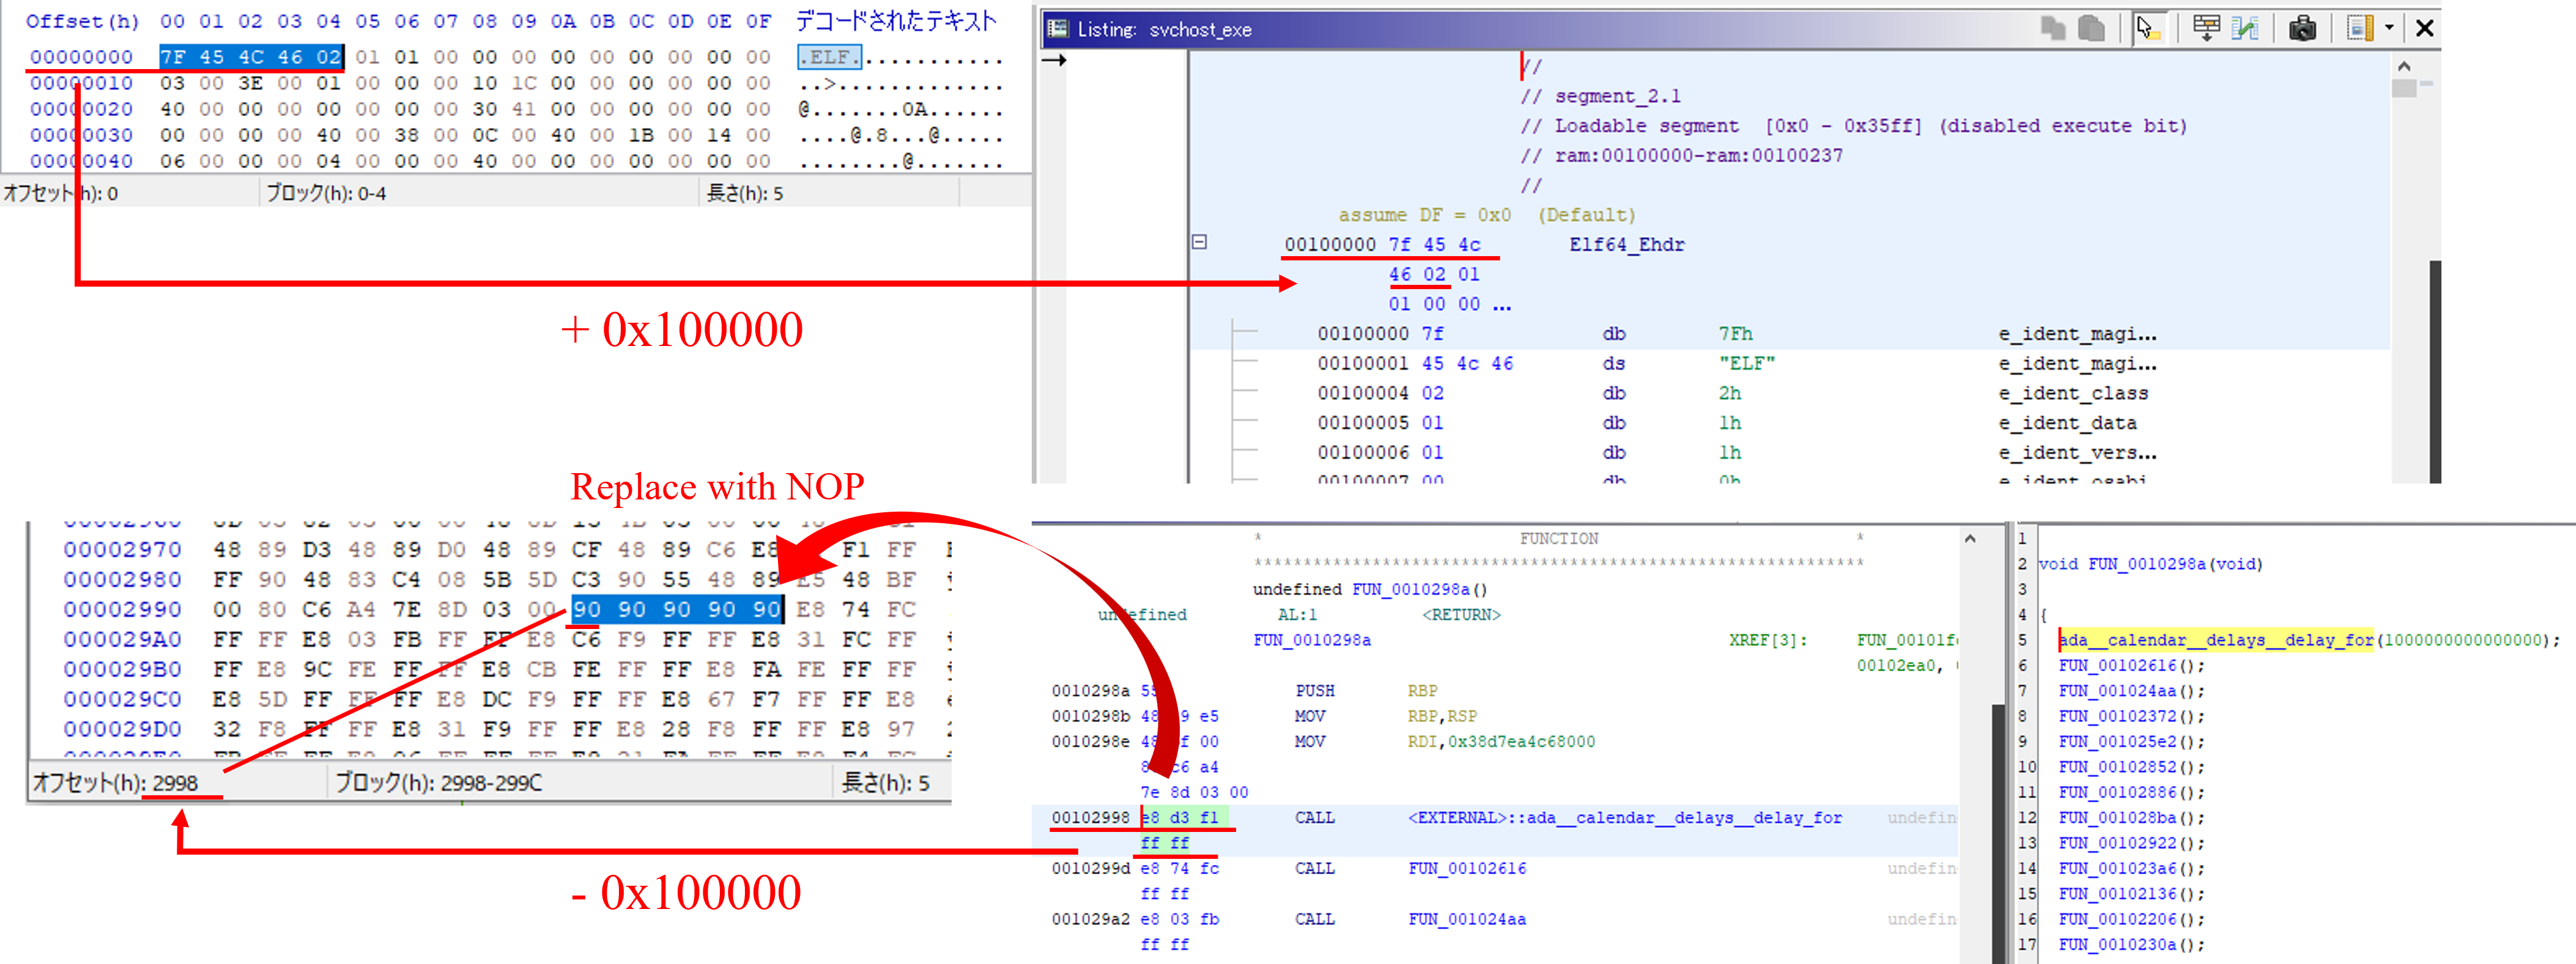 Offset(h) 00 01 02 03 04 05 06 07 08 09 0A 0B 0C 0D 0E 0F デコードされたテキスト
00000000 7F 45 4C 46 02 01 01 00 00 00 00 00 00 00 00 00 .ELF............
00000010 03 00 3E 00 01 00 00 00 10 1C 00 00 00 00 00 00 ..>.............
00000020 40 00 00 00 00 00 00 00 30 41 00 00 00 00 00 00 @.......0A......
00000030 00 00 00 00 40 00 38 00 0C 00 40 00 1B 00 14 00 ....@.8...@.....
00000040 06 00 00 00 04 00 00 00 40 00 00 00 00 00 00 00 ........@.......
オフセット(h): 0 ブロック(h): 0-4 長さ(h): 5
+ 0x100000
Listing: svchost_exe
//
// segment_2.1
// Loadable segment [0x0 - 0x35ff] (disabled execute bit)
// ram:00100000-ram:00100237
//
assume DF = 0x0 (Default)
00100000 7f 45 4c Elf64_Ehdr
46 02 01
01 00 00 ...
00100000 7f db 7Fh e_ident_magi...
00100001 45 4c 46 ds "ELF" e_ident_magi...
00100004 02 db 2h e_ident_class
00100005 01 db 1h e_ident_data
00100006 01 db 1h e_ident_vers...
00100007 00 db 0h e_ident_osabi
Replace with NOP
00002970 48 89 D3 48 89 D0 48 89 CF 48 89 C6 E8 F1 FF
00002980 FF 90 48 83 C4 08 5B 5D C3 90 55 48 89 E5 48 BF
00002990 00 80 C6 A4 7E 8D 03 00 90 90 90 90 90 E8 74 FC
000029A0 FF FF E8 03 FB FF FF E8 C6 F9 FF FF E8 31 FC FF
000029B0 FF E8 9C FE FF FF E8 CB FE FF FF E8 FA FE FF FF
000029C0 E8 5D FF FF FF E8 DC F9 FF FF E8 67 F7 FF FF E8
000029D0 32 F8 FF FF E8 31 F9 FF FF E8 28 F8 FF FF E8 97
オフセット(h): 2998 ブロック(h): 2998-299C 長さ(h): 5
- 0x100000
* FUNCTION *
************************************************************** 
undefined FUN_0010298a()
undefined AL:1 <RETURN>
FUN_0010298a XREF[3]: FUN_00101f
00102ea0,
0010298a 55 PUSH RBP
0010298b 48 89 e5 MOV RBP,RSP
0010298e 48 bf 00 MOV RDI,0x38d7ea4c68000
80 c6 a4
7e 8d 03 00
00102998 e8 d3 f1 CALL <EXTERNAL>::ada__calendar__delays__delay_for undefin
ff ff
0010299d e8 74 fc CALL FUN_00102616 undefin
ff ff
001029a2 e8 03 fb CALL FUN_001024aa undefin
ff ff
1
2 void FUN_0010298a(void)
3
4 {
5 ada__calendar__delays__delay_for(1000000000000000);
6 FUN_00102616();
7 FUN_001024aa();
8 FUN_00102372();
9 FUN_001025e2();
10 FUN_00102852();
11 FUN_00102886();
12 FUN_001028ba();
13 FUN_00102922();
14 FUN_001023a6();
15 FUN_00102136();
16 FUN_00102206();
17 FUN_0010230a();